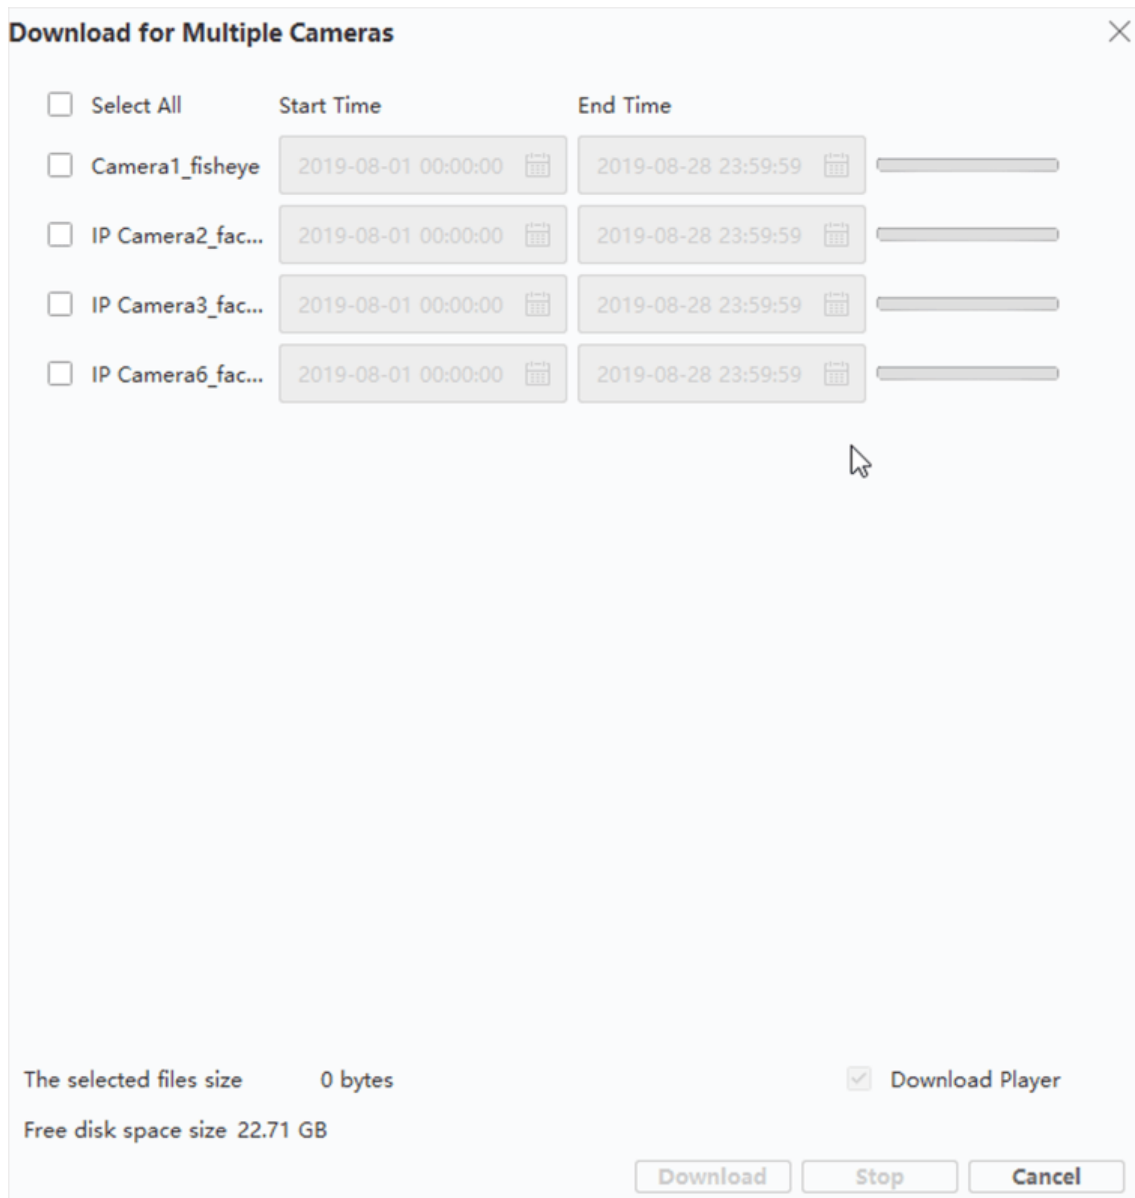 Download for Multiple Cameras
Select All Start Time End Time
Camera1_fisheye 2019-08-01 00:00:00 2019-08-28 23:59:59
IP Camera2_fac... 2019-08-01 00:00:00 2019-08-28 23:59:59
IP Camera3_fac... 2019-08-01 00:00:00 2019-08-28 23:59:59
IP Camera6_fac... 2019-08-01 00:00:00 2019-08-28 23:59:59
The selected files size 0 bytes Download Player
Free disk space size 22.71 GB
Download Stop Cancel